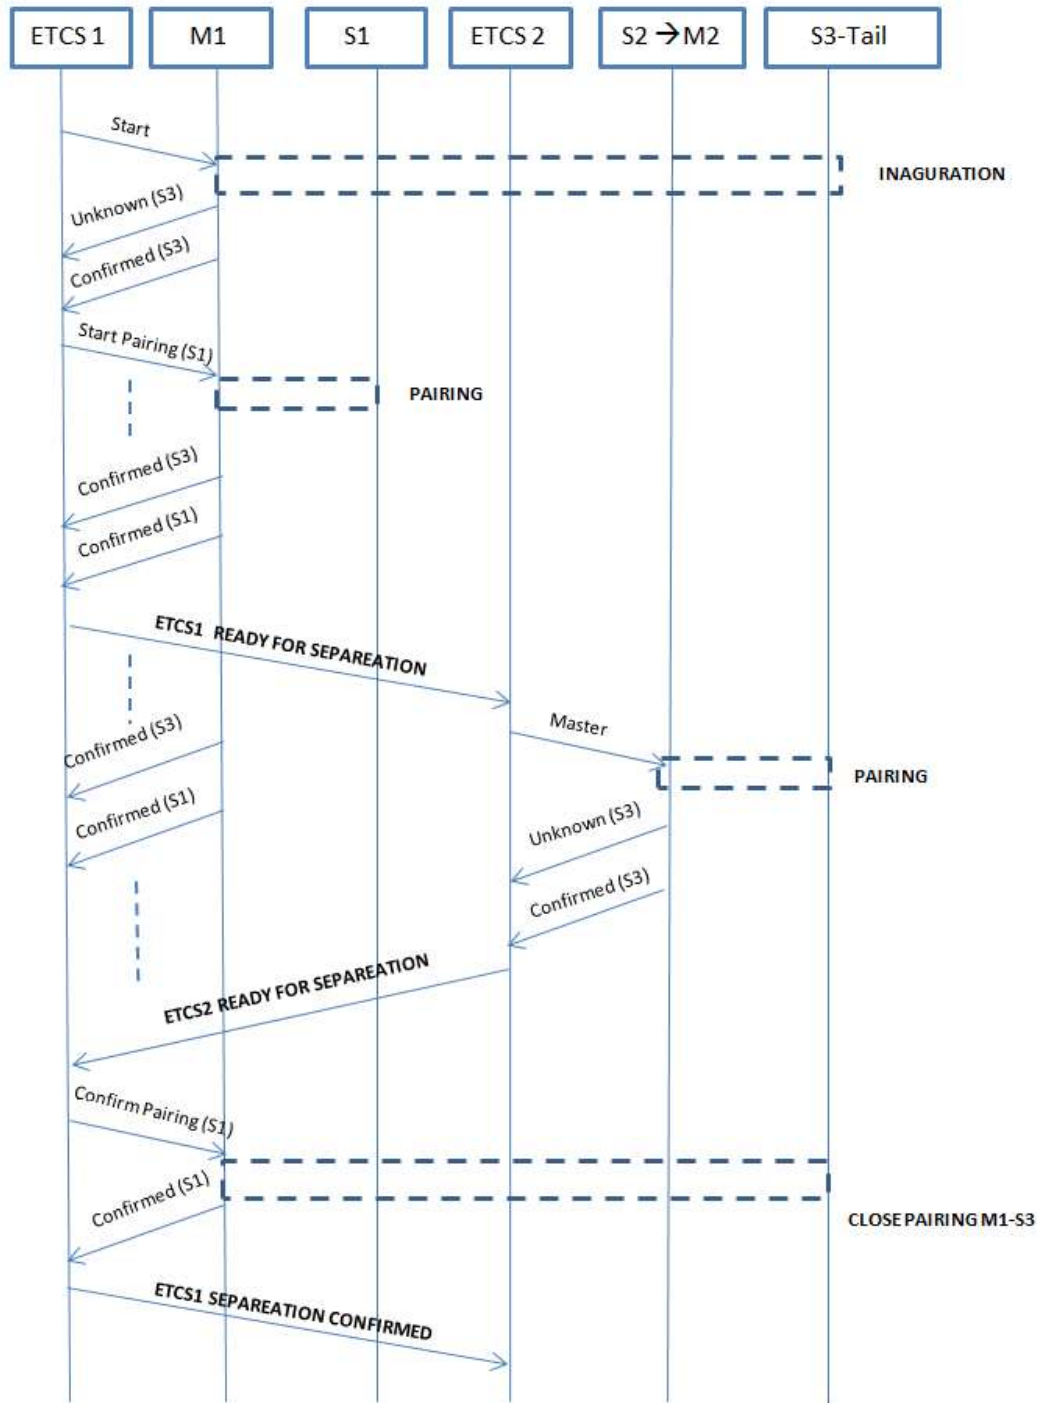 ETCS 1
M1
S1
ETCS 2
S2 → M2
S3-Tail
Start
INAGURATION
Unknown (S3)
Confirmed (S3)
Start Pairing (S1)
PAIRING
Confirmed (S3)
Confirmed (S1)
ETCS1 READY FOR SEPAREATION
Master
Confirmed (S3)
PAIRING
Confirmed (S1)
Unknown (S3)
Confirmed (S3)
ETCS2 READY FOR SEPAREATION
Confirm Pairing (S1)
Confirmed (S1)
CLOSE PAIRING M1-S3
ETCS1 SEPAREATION CONFIRMED